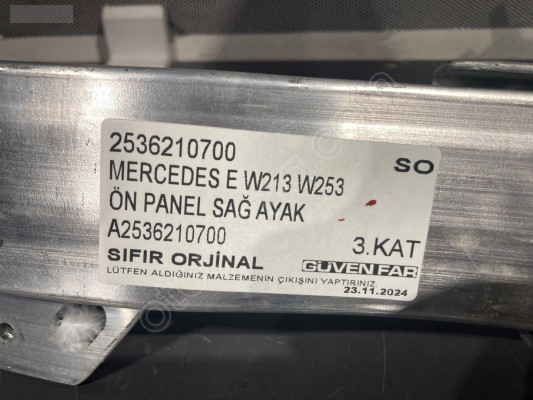 2536210700
SO
MERCEDES E W213 W253
ÖN PANEL SAĞ AYAK
A2536210700
3.KAT
SIFIR ORJİNAL
GÜVEN FAR
LÜTFEN ALDIĞINIZ MALZEMENİN ÇIKIŞINI YAPTIRINIZ
23.11.2024